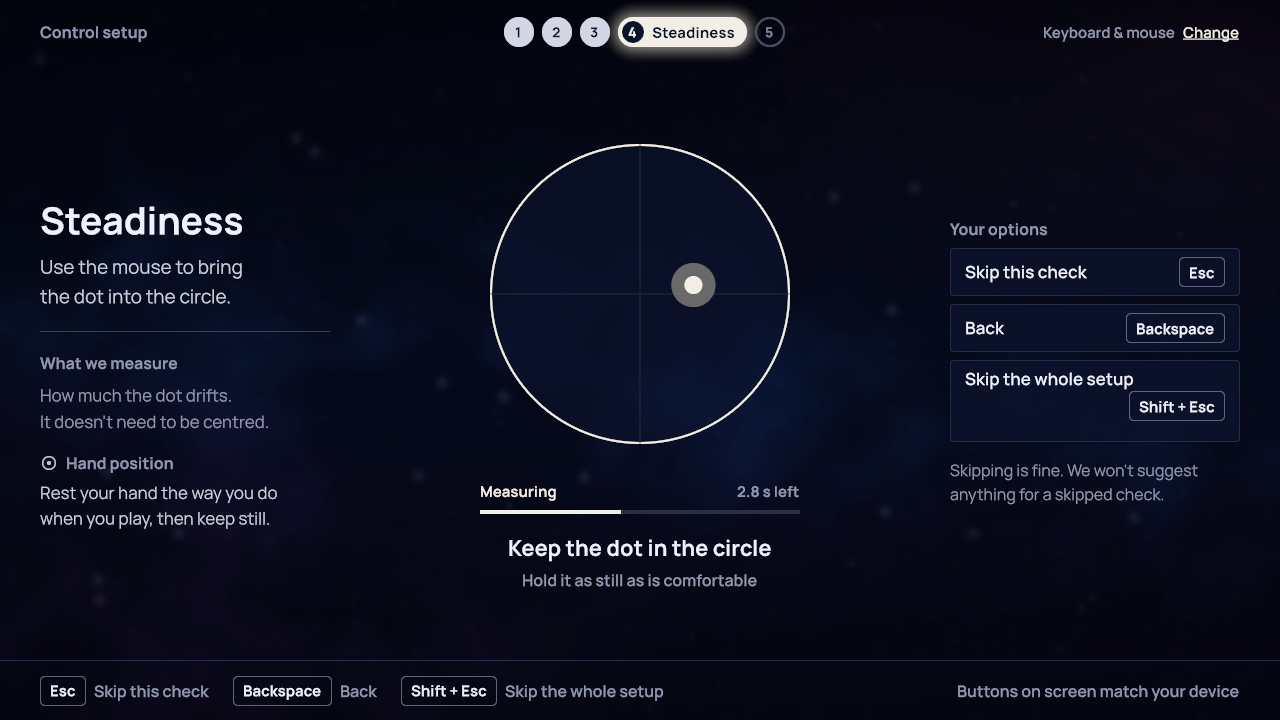 Control setup
1 2 3 4 Steadiness 5
Keyboard & mouse Change
Steadiness
Use the mouse to bring
the dot into the circle.
What we measure
How much the dot drifts.
It doesn't need to be centred.
Hand position
Rest your hand the way you do
when you play, then keep still.
Measuring 2.8 s left
Keep the dot in the circle
Hold it as still as is comfortable
Your options
Skip this check Esc
Back Backspace
Skip the whole setup
Shift + Esc
Skipping is fine. We won't suggest
anything for a skipped check.
Esc Skip this check Backspace Back Shift + Esc Skip the whole setup
Buttons on screen match your device